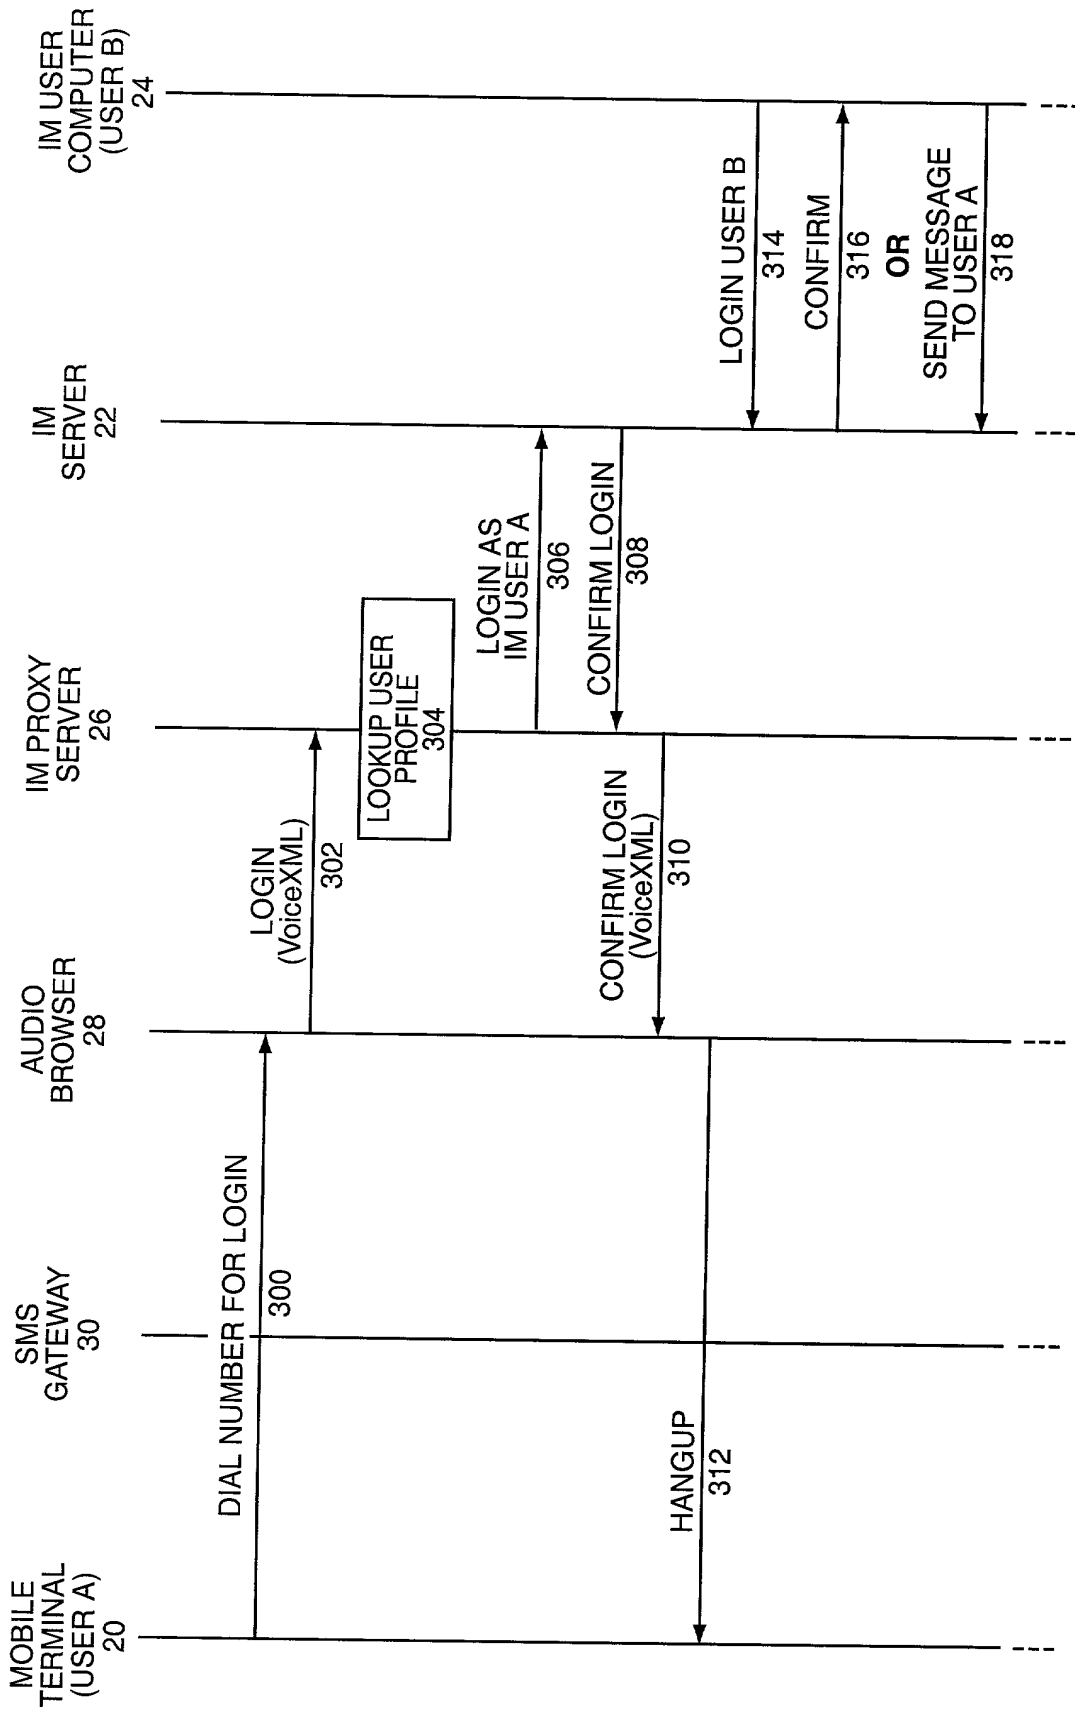 MOBILE
TERMINAL
(USER A)
20
SMS
GATEWAY
30
AUDIO
BROWSER
28
IM PROXY
SERVER
26
IM
SERVER
22
IM USER
COMPUTER
(USER B)
24
DIAL NUMBER FOR LOGIN
300
LOGIN
(VoiceXML)
302
LOOKUP USER
PROFILE
304
LOGIN AS
IM USER A
306
CONFIRM LOGIN
308
CONFIRM LOGIN
(VoiceXML)
310
HANGUP
312
LOGIN USER B
314
CONFIRM
316
OR
SEND MESSAGE
TO USER A
318